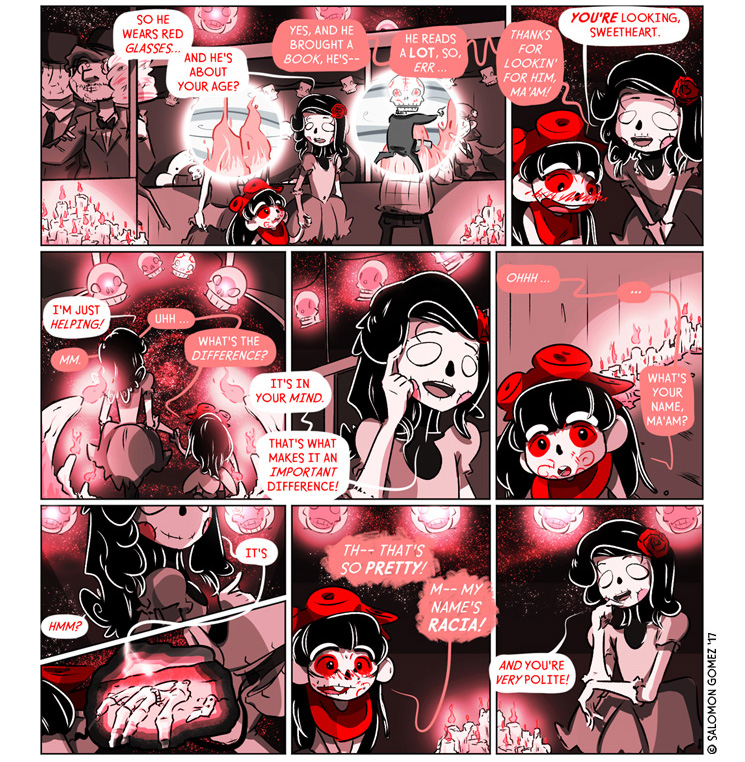 SO HE
WEARS RED
GLASSES...
AND HE'S
ABOUT
YOUR AGE?
YES, AND HE
BROUGHT A
BOOK, HE'S--
HE READS
A LOT, SO,
ERR ...
THANKS
FOR
LOOKIN'
FOR HIM,
MA'AM!
YOU'RE LOOKING,
SWEETHEART.
I'M JUST
HELPING!
MM.
UHH ...
WHAT'S THE
DIFFERENCE?
IT'S IN
YOUR MIND.
THAT'S WHAT
MAKES IT AN
IMPORTANT
DIFFERENCE!
OHHH ...
...
WHAT'S
YOUR
NAME,
MA'AM?
HMM?
IT'S
TH-- THAT'S
SO PRETTY!
M-- MY
NAME'S
RACIA!
AND YOU'RE
VERY POLITE!
© SALOMON GOMEZ '17